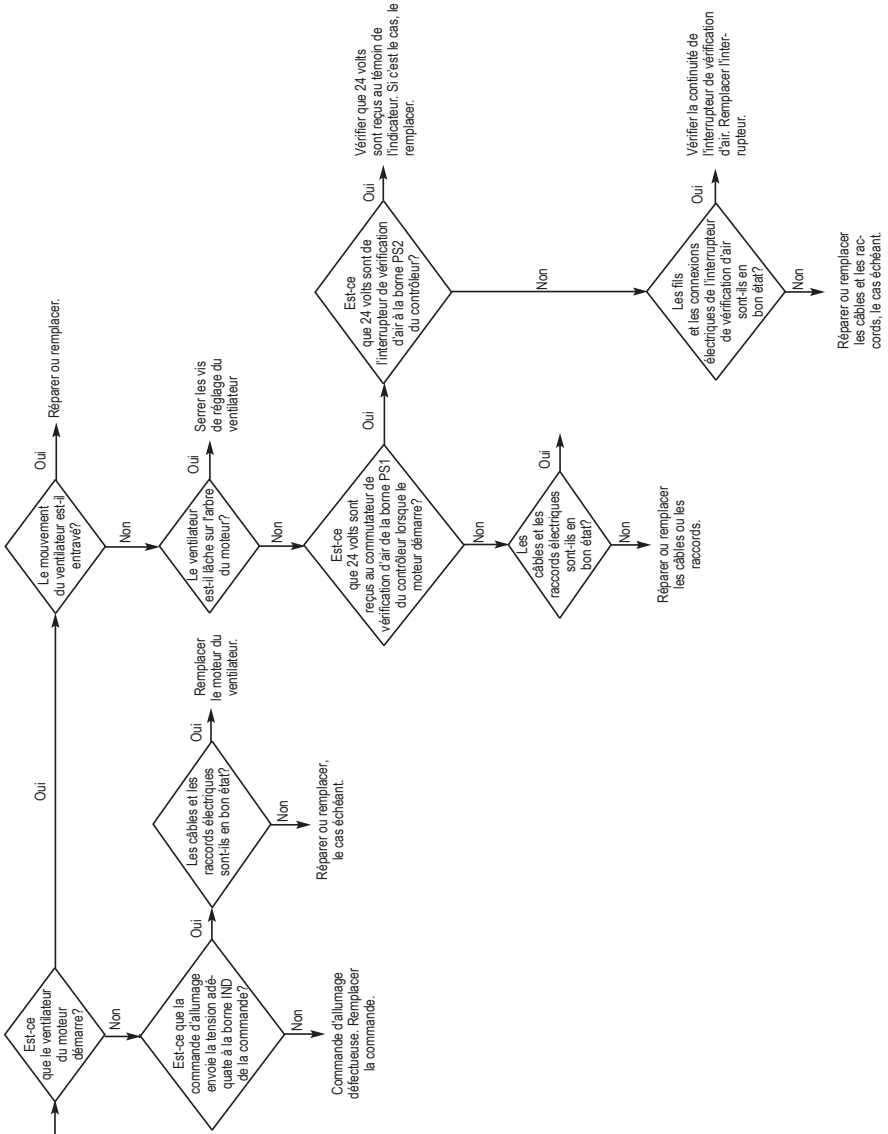 Est-ce
que le ventilateur
du moteur
démarre?
Oui
Non
Est-ce que la
commande d'allumage
envoie la tension adé-
quate à la borne IND
de la commande?
Oui
Non
Commande d'allumage
défectueuse. Remplacer
la commande.
Les câbles et les
raccords électriques
sont-ils en bon état?
Oui
Remplacer
le moteur du
ventilateur.
Non
Réparer ou remplacer,
le cas échéant.
Le mouvement
du ventilateur est-il
entravé?
Oui
Réparer ou remplacer.
Non
Le ventilateur
est-il lâche sur l'arbre
du moteur?
Oui
Serrer les vis
de réglage du
ventilateur
Non
Est-ce
que 24 volts sont
reçus au commutateur de
vérification d'air de la borne PS1
du contrôleur lorsque le
moteur démarre?
Oui
Non
Les
câbles et les
raccords électriques
sont-ils en
bon état?
Oui
Non
Réparer ou remplacer
les câbles ou les
raccords.
Est-ce
que 24 volts sont de
l'interrupteur de vérification
d'air à la borne PS2
du contrôleur?
Oui
Vérifier que 24 volts
sont reçus au témoin de
l'indicateur. Si c'est le cas, le
remplacer.
Non
Les fils
et les connexions
électriques de l'interrupteur
de vérification d'air
sont-ils en
bon état?
Oui
Vérifier la continuité de
l'interrupteur de vérification
d'air. Remplacer l'inter-
rupteur.
Non
Réparer ou remplacer
les câbles et les rac-
cords, le cas échéant.